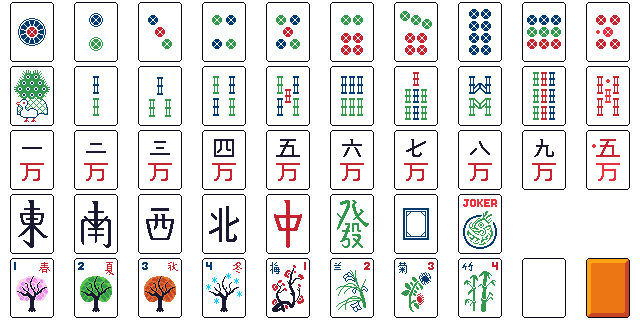 一 二 三 四 五 六 七 八 九 五
万 万 万 万 万 万 万 万 万 万
東 南 西 北 中 發 JOKER
1 春 2 夏 3 秋 4 冬 梅 1 兰 2 菊 3 竹 4